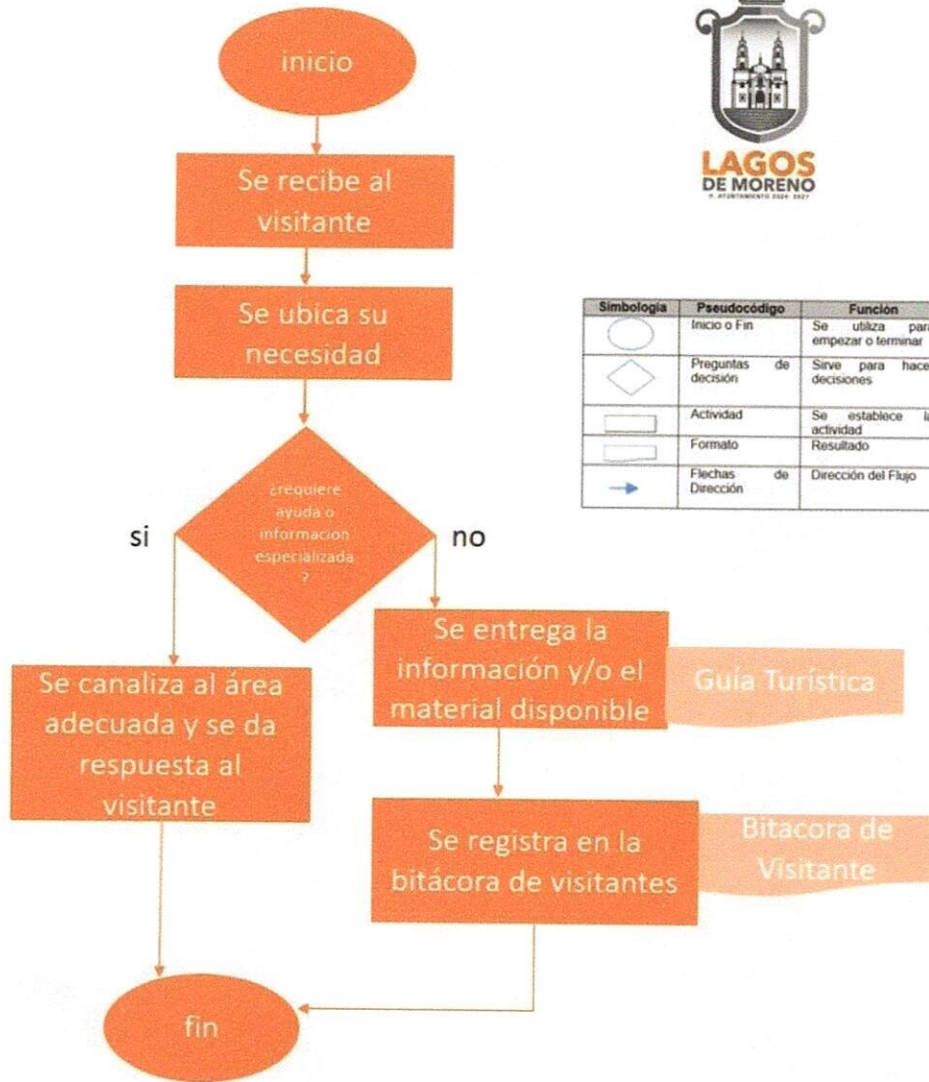 inicio
Se recibe al
visitante
Se ubica su
necesidad
¿requiere
ayuda o
informacion
especializada
?
si
no
Se canaliza al área
adecuada y se da
respuesta al
visitante
Se entrega la
información y/o el
material disponible
Guía Turística
Se registra en la
bitácora de visitantes
Bitacora de
Visitante
fin
LAGOS
DE MORENO
H. AYUNTAMIENTO 2024-2027
Simbología Pseudocódigo Función
Inicio o Fin Se utiliza para
empezar o terminar
Preguntas de Sirve para hacer
decisión decisiones
Actividad Se establece la
actividad
Formato Resultado
Flechas de Dirección del Flujo
Dirección